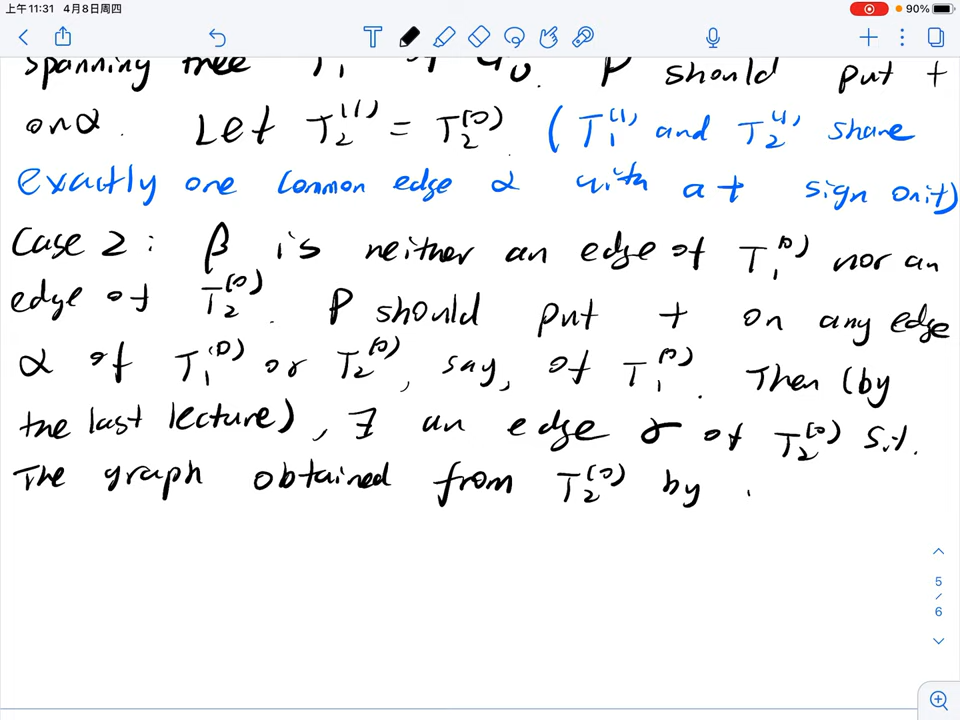 上午11:31 4月8日周四
90%
spanning tree T₁ of G₀. P should put +
on α. Let T₂⁽¹⁾ = T₂⁽⁰⁾ (T₁⁽¹⁾ and T₂⁽¹⁾ share
exactly one common edge α with a + sign on it)
Case 2: β is neither an edge of T₁⁽⁰⁾ nor an
edge of T₂⁽⁰⁾. P should put + on any edge
α of T₁⁽⁰⁾ or T₂⁽⁰⁾, say, of T₁⁽⁰⁾. Then (by
the last lecture), ∃ an edge γ of T₂⁽⁰⁾ s.t.
The graph obtained from T₂⁽⁰⁾ by
5
/
6